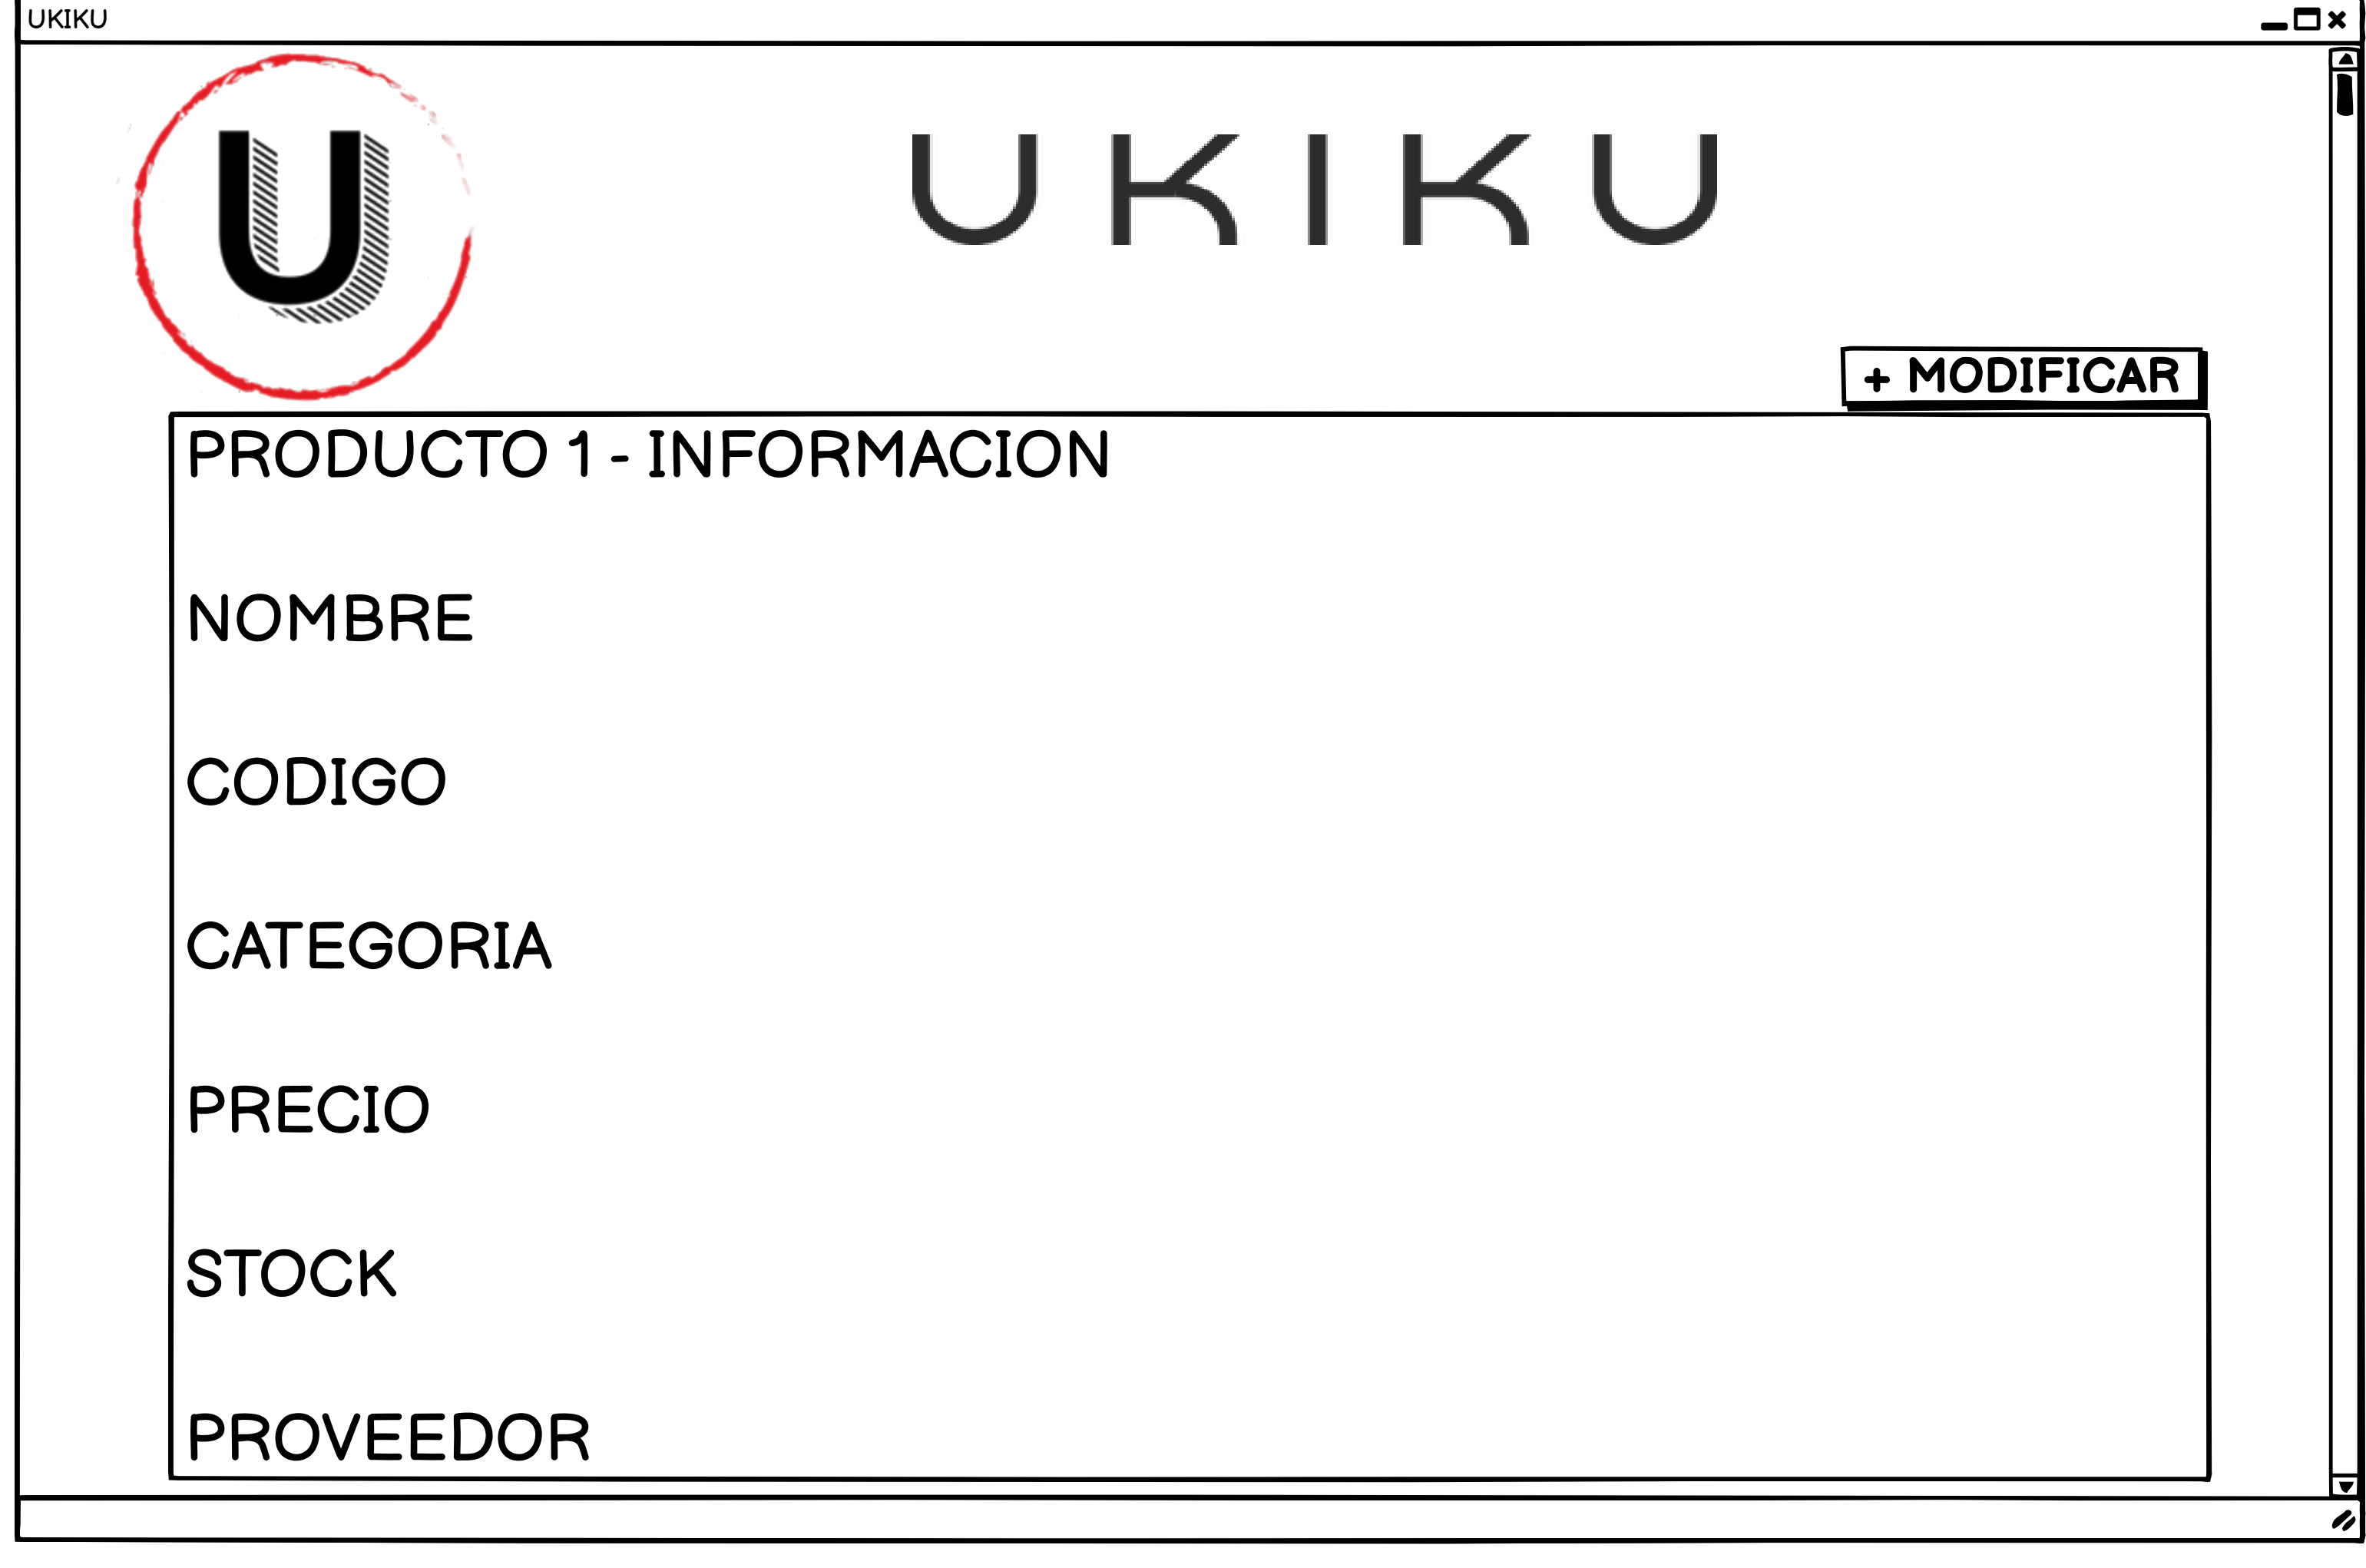 UKIKU
U
UKIKU
+ MODIFICAR
PRODUCTO 1 - INFORMACION
NOMBRE
CODIGO
CATEGORIA
PRECIO
STOCK
PROVEEDOR